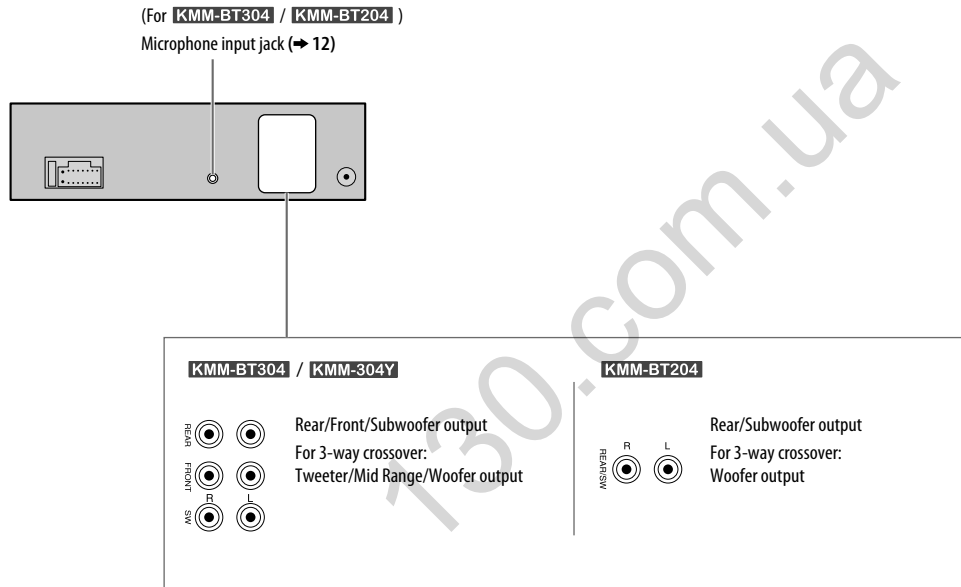 (For KMM-BT304 / KMM-BT204 )
Microphone input jack (➜ 12)
KMM-BT304 / KMM-304Y
REAR
FRONT
R L
SW
Rear/Front/Subwoofer output
For 3-way crossover:
Tweeter/Mid Range/Woofer output
KMM-BT204
R L
REAR/SW
Rear/Subwoofer output
For 3-way crossover:
Woofer output
130.com.ua